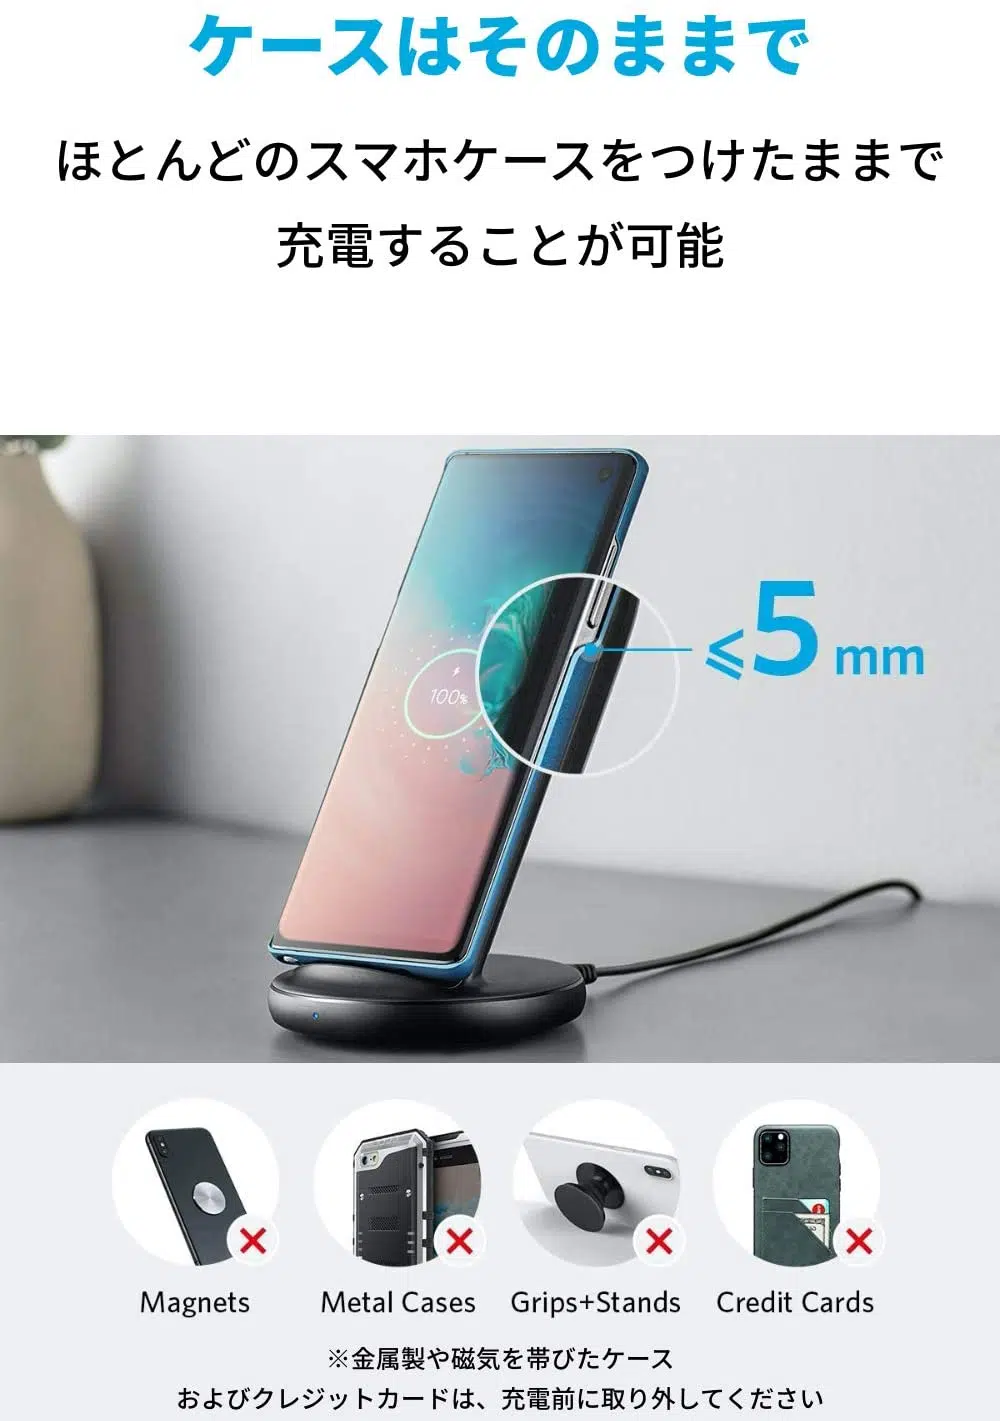 ケースはそのままで
ほとんどのスマホケースをつけたままで
充電することが可能
100%
≤5 mm
Magnets
Metal Cases
Grips+Stands
Credit Cards
※金属製や磁気を帯びたケース
およびクレジットカードは、充電前に取り外してください